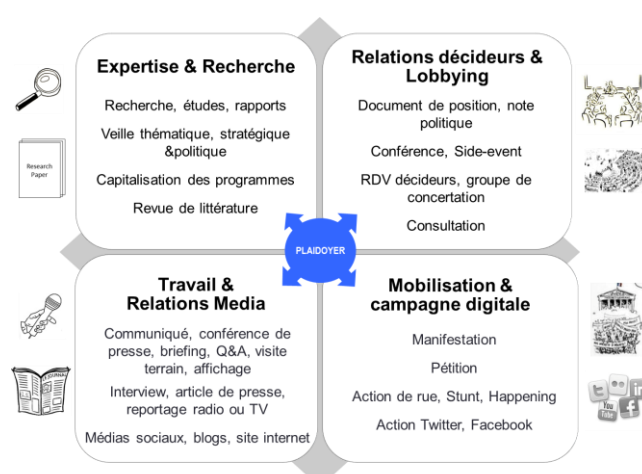 Expertise & Recherche
Recherche, études, rapports
Veille thématique, stratégique
&politique
Capitalisation des programmes
Revue de littérature
Relations décideurs &
Lobbying
Document de position, note
politique
Conférence, Side-event
RDV décideurs, groupe de
concertation
Consultation
Research
Paper
PLAIDOYER
Travail &
Relations Media
Communiqué, conférence de
presse, briefing, Q&A, visite
terrain, affichage
Interview, article de presse,
reportage radio ou TV
Médias sociaux, blogs, site internet
Mobilisation &
campagne digitale
Manifestation
Pétition
Action de rue, Stunt, Happening
Action Twitter, Facebook
You
Tube